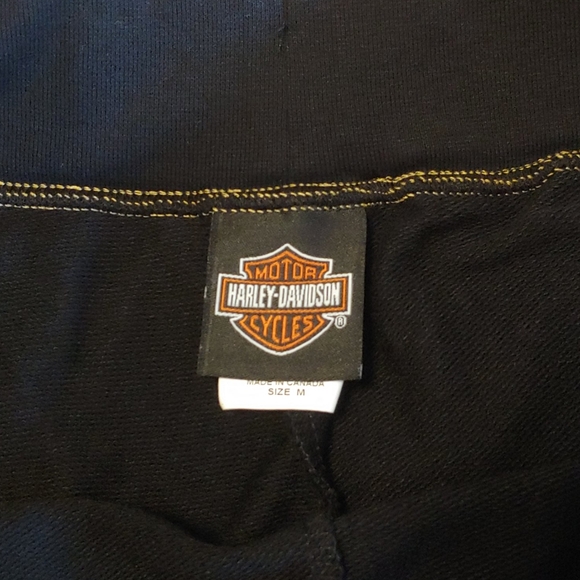 MOTOR
HARLEY-DAVIDSON
CYCLES ®
MADE IN CANADA
SIZE M